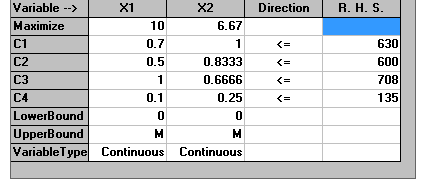 Variable --> X1 X2 Direction R. H. S.
Maximize 10 6.67
C1 0.7 1 <= 630
C2 0.5 0.8333 <= 600
C3 1 0.6666 <= 708
C4 0.1 0.25 <= 135
LowerBound 0 0
UpperBound M M
VariableType Continuous Continuous